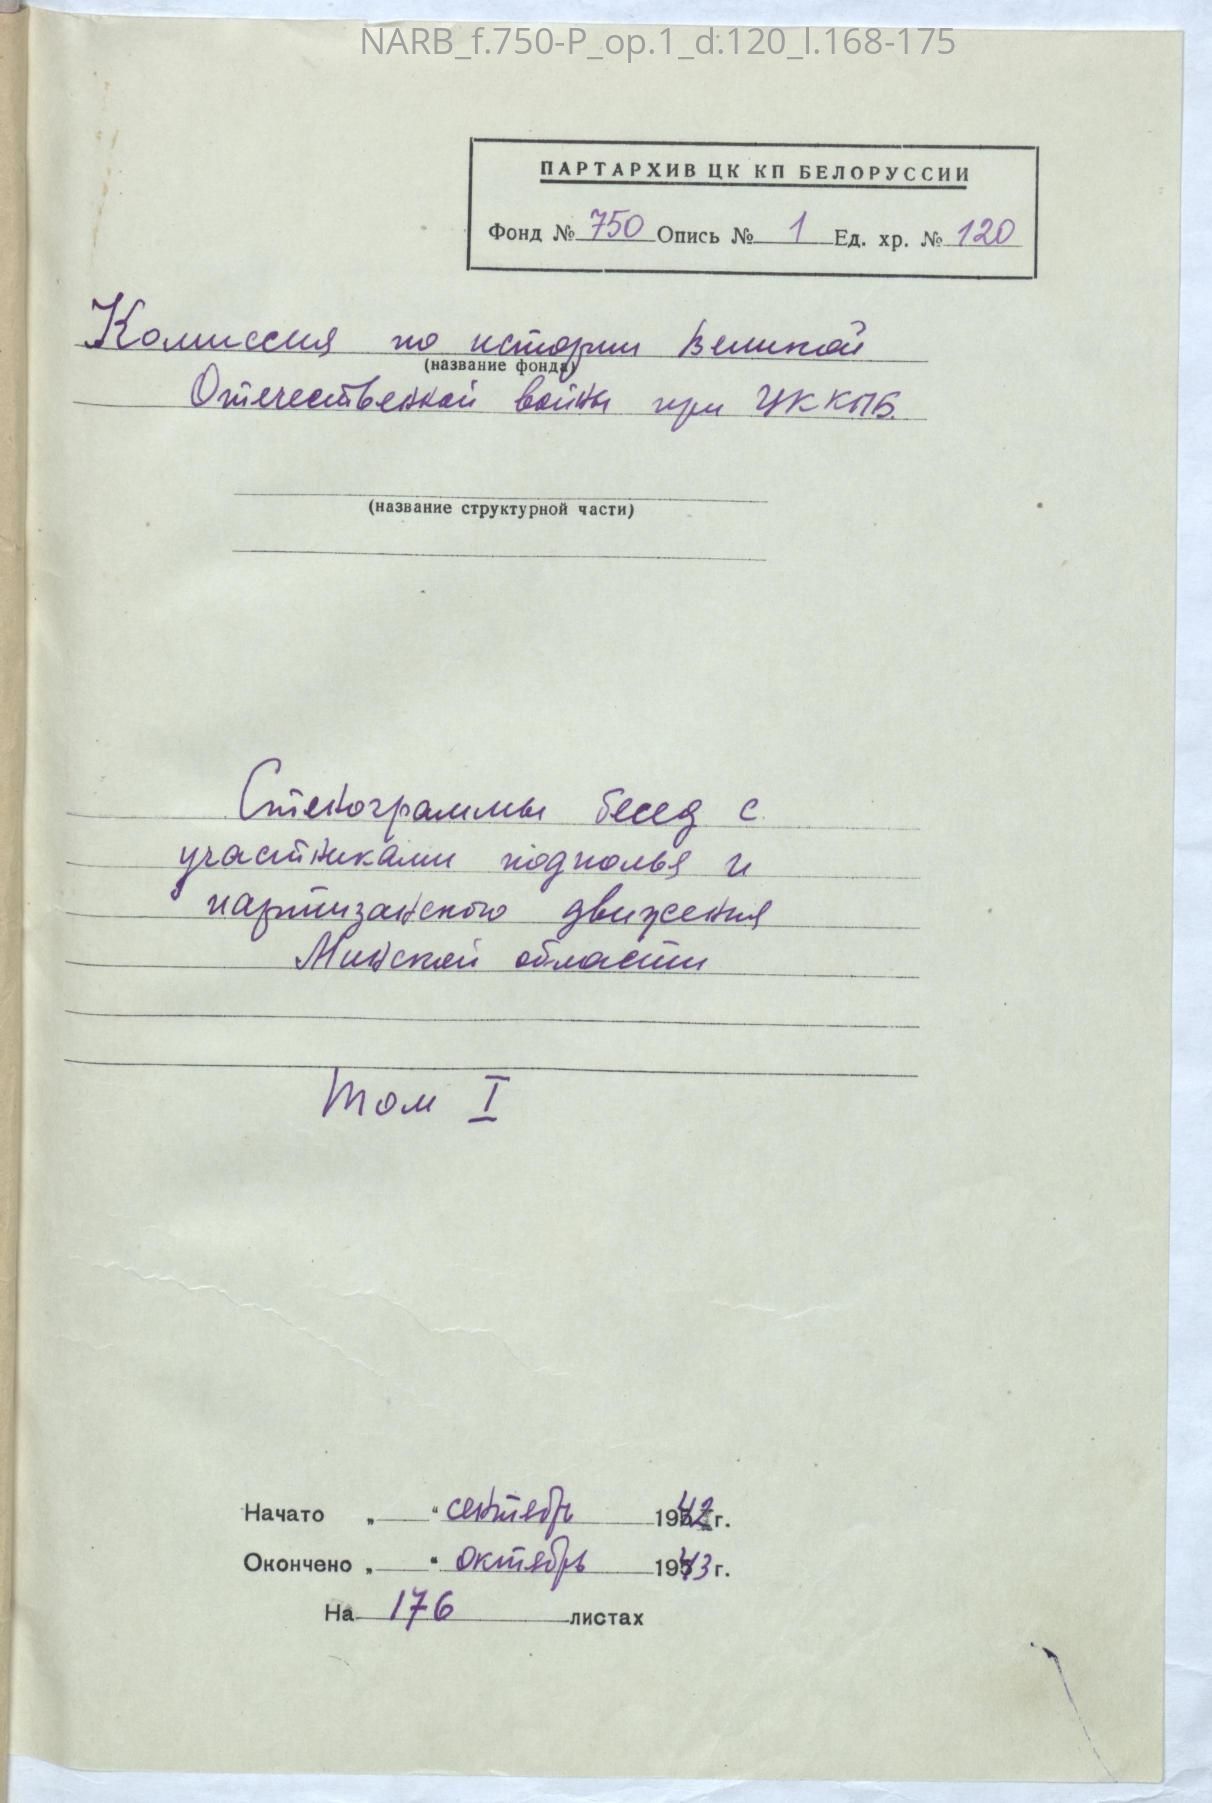 NARB_f.750-P_op.1_d.120_l.168-175
ПАРТАРХИВ ЦК КП БЕЛОРУССИИ
Фонд № 750 Опись № 1 Ед. хр. № 120
Комиссия по истории Великой
(название фонда)
Отечественной войны при ЦК КПБ.
(название структурной части)
Стенограммы бесед с
участниками подполья и
партизанского движения
Минской области
Том I
Начато „ “ сентябрь 1942 г.
Окончено „ “ октябрь 1943 г.
На 176 листах